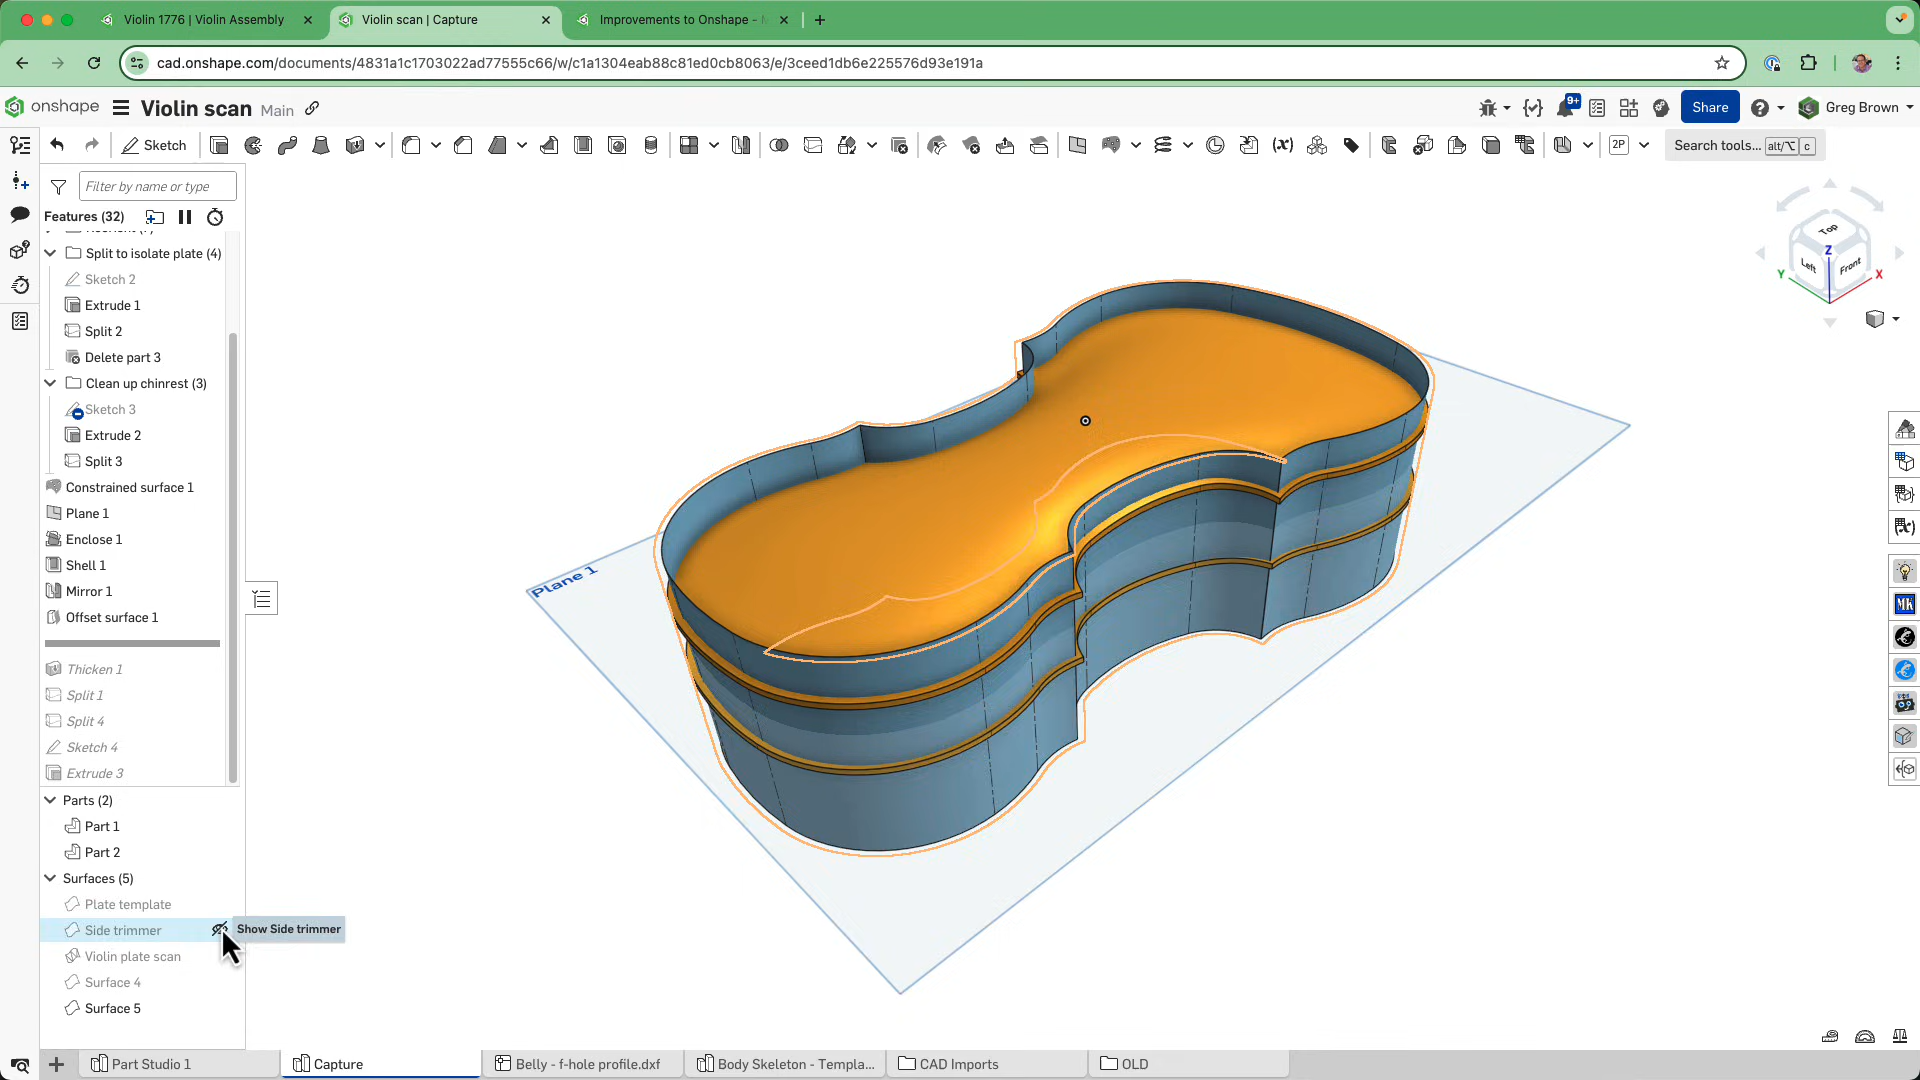 Violin 1776 | Violin Assembly
Violin scan | Capture
Improvements to Onshape -
cad.onshape.com/documents/4831a1c1703022ad77555c66/w/c1a1304eab88c81ed0cb8063/e/3ceed1db6e225576d93e191a
onshape
Violin scan
Main
9+
Share
Greg Brown
Sketch
2P
Search tools...
alt/⌥
c
Filter by name or type
Features (32)
Split to isolate plate (4)
Sketch 2
Extrude 1
Split 2
Delete part 3
Clean up chinrest (3)
Sketch 3
Extrude 2
Split 3
Constrained surface 1
Plane 1
Enclose 1
Shell 1
Mirror 1
Offset surface 1
Thicken 1
Split 1
Split 4
Sketch 4
Extrude 3
Parts (2)
Part 1
Part 2
Surfaces (5)
Plate template
Side trimmer
Show Side trimmer
Violin plate scan
Surface 4
Surface 5
Plane 1
Top
Left
Front
Z
Y
X
(x)
MK
Part Studio 1
Capture
Belly - f-hole profile.dxf
Body Skeleton - Templa...
CAD Imports
OLD